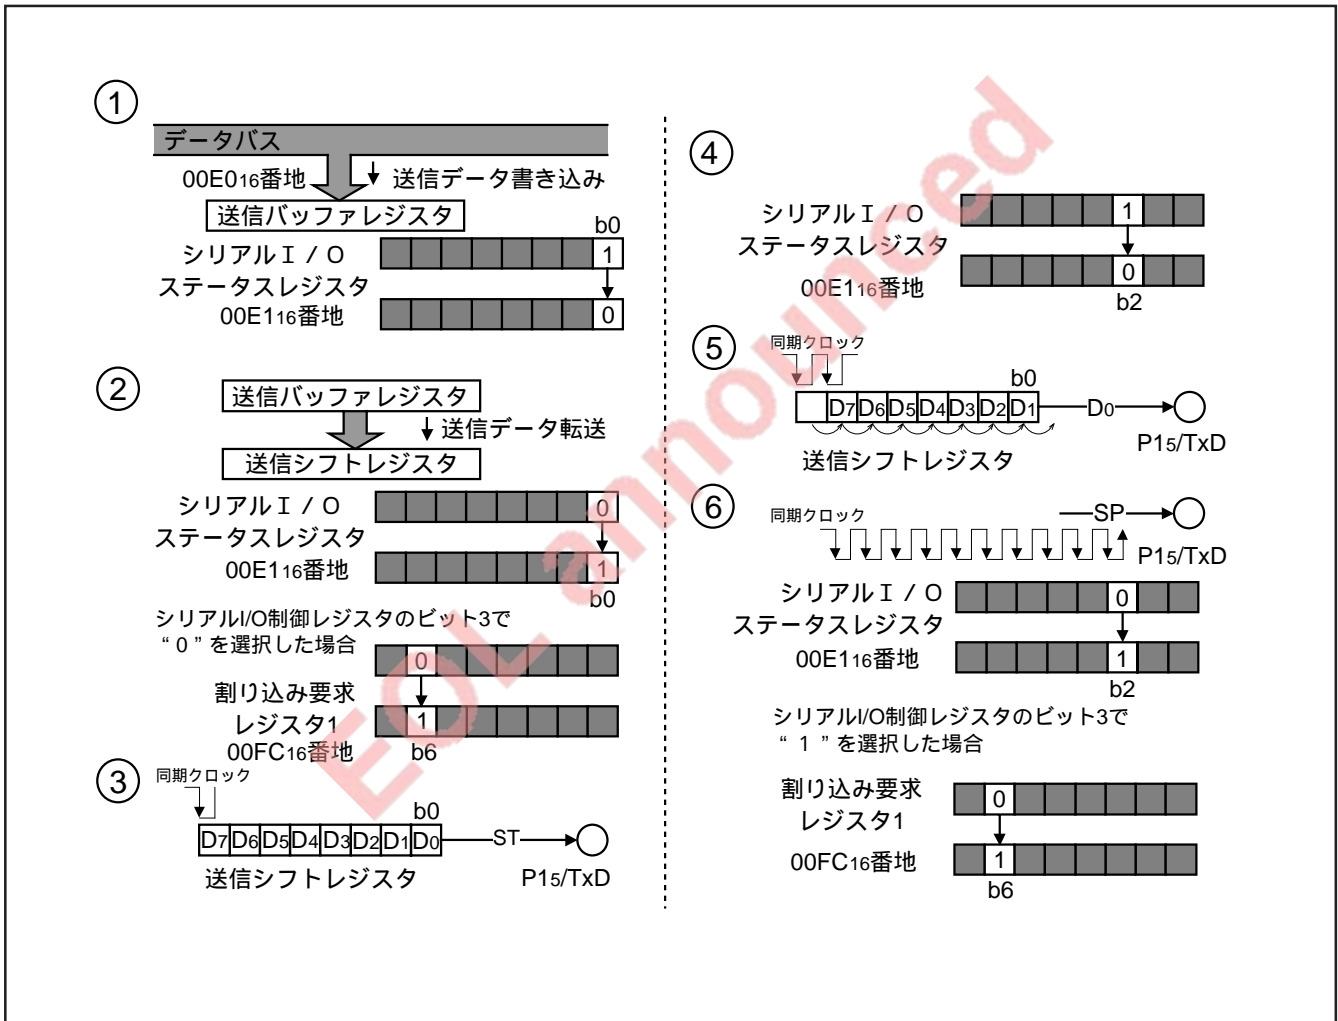 ①
データバス
00E016番地 送信データ書き込み
送信バッファレジスタ
b0
シリアルI/O
ステータスレジスタ
00E116番地
1
0
②
送信バッファレジスタ
送信データ転送
送信シフトレジスタ
シリアルI/O
ステータスレジスタ
00E116番地
0
1
b0
シリアルI/O制御レジスタのビット3で
“0”を選択した場合
割り込み要求
レジスタ1
00FC16番地
0
1
b6
③
同期クロック
b0
D7 D6 D5 D4 D3 D2 D1 D0 ST
送信シフトレジスタ P15/TxD
④
シリアルI/O
ステータスレジスタ
00E116番地
1
0
b2
⑤
同期クロック
b0
D7 D6 D5 D4 D3 D2 D1 D0
P15/TxD
送信シフトレジスタ
⑥
同期クロック
SP
P15/TxD
シリアルI/O
ステータスレジスタ
00E116番地
0
1
b2
シリアルI/O制御レジスタのビット3で
“1”を選択した場合
割り込み要求
レジスタ1
00FC16番地
0
1
b6
EOL announced